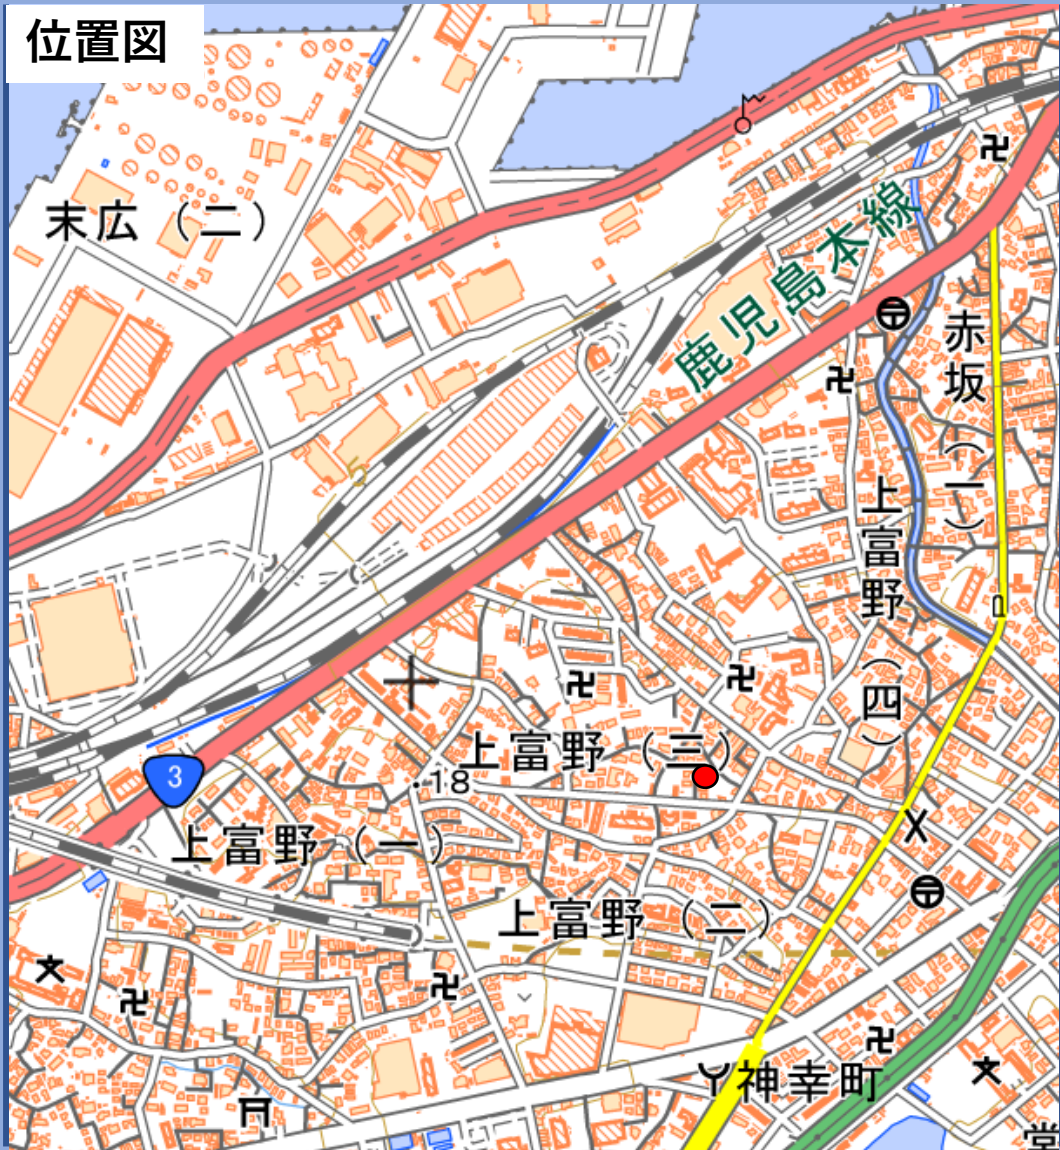 位置図
末広（二）
鹿児島本線
赤坂（一）
上富野（四）
上富野（三）
・18
3
上富野（一）
上富野（二）
神幸町
堂